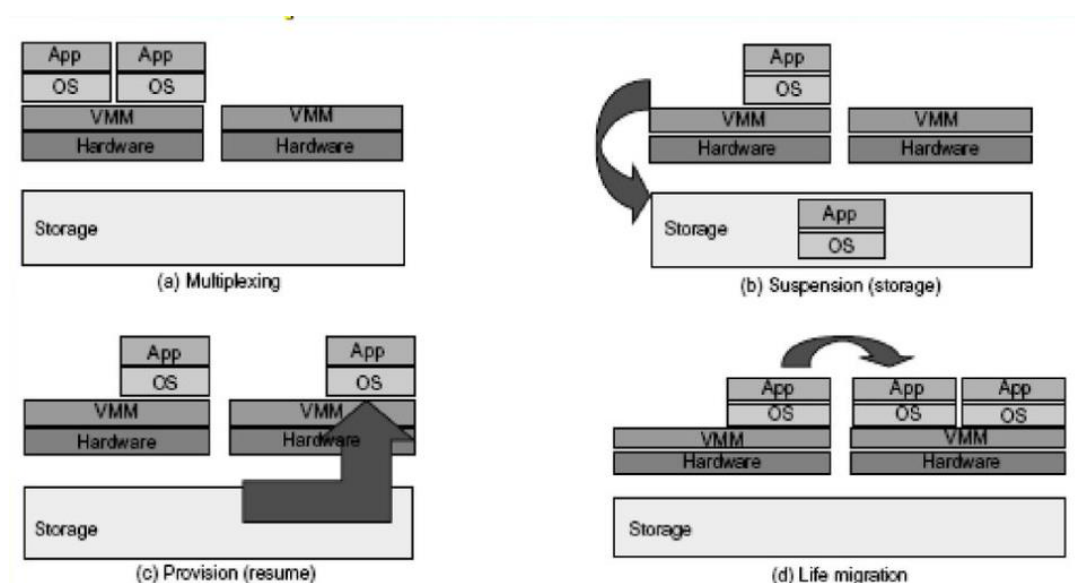 App App
OS OS
VMM VMM
Hardware Hardware
Storage
(a) Multiplexing
App
OS
VMM VMM
Hardware Hardware
App
Storage
OS
(b) Suspension (storage)
App App
OS OS
VMM VMM
Hardware Hardware
Storage
(c) Provision (resume)
App App App
OS OS OS
VMM VMM
Hardware Hardware
Storage
(d) Life migration